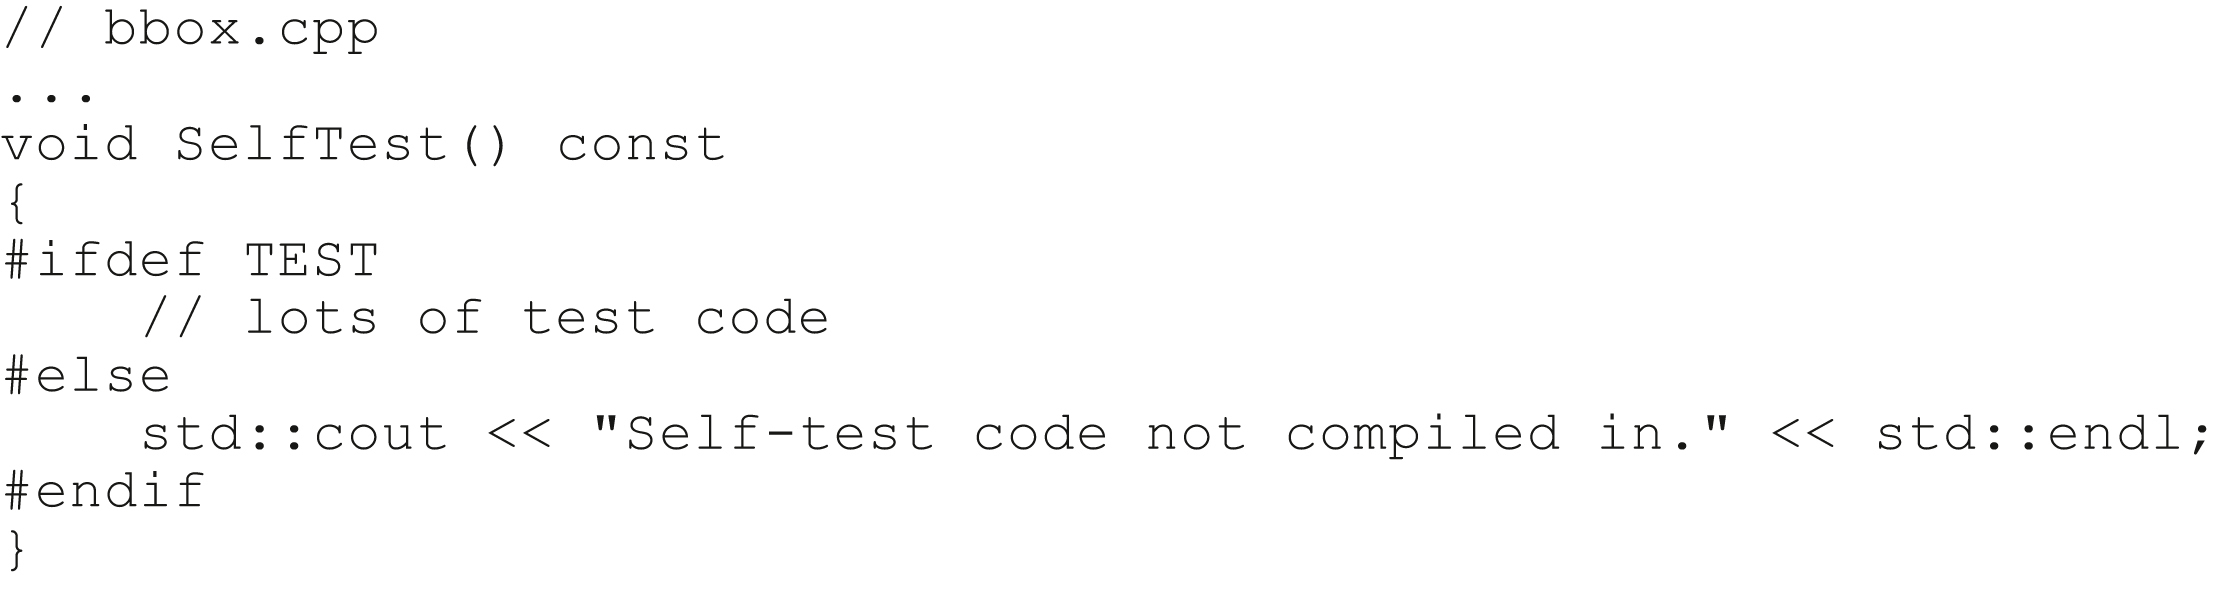 // bbox.cpp
...
void SelfTest() const
{
#ifdef TEST
    // lots of test code
#else
    std::cout << "Self-test code not compiled in." << std::endl;
#endif
}